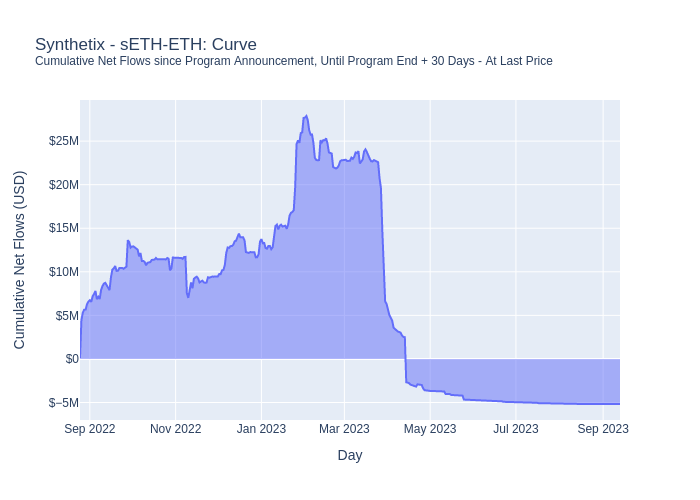 Synthetix - sETH-ETH: Curve
Cumulative Net Flows since Program Announcement, Until Program End + 30 Days - At Last Price
$25M
$20M
$15M
$10M
$5M
$0
$−5M
Cumulative Net Flows (USD)
Sep 2022
Nov 2022
Jan 2023
Mar 2023
May 2023
Jul 2023
Sep 2023
Day